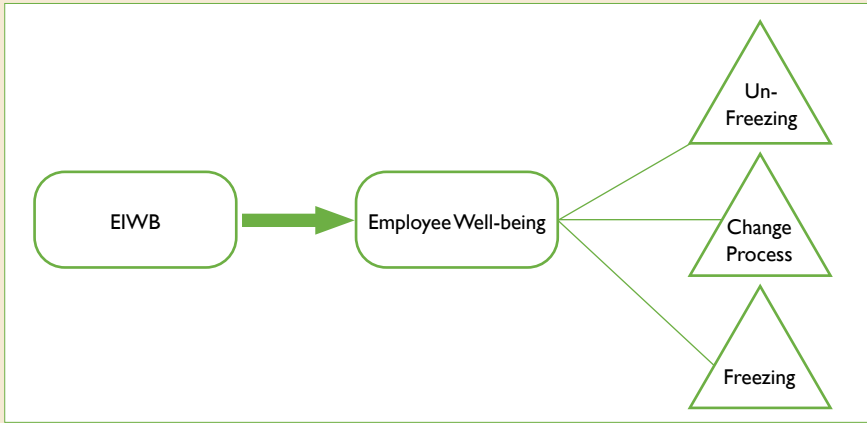 EIWB
Employee Well-being
Un-
Freezing
Change
Process
Freezing